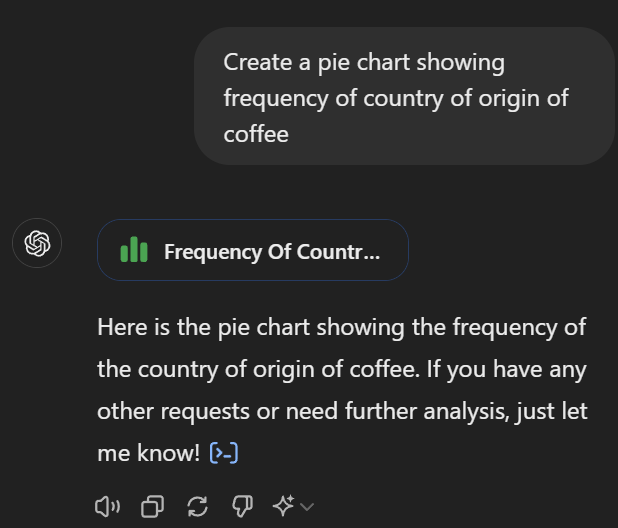 Create a pie chart showing
frequency of country of origin of
coffee
Frequency Of Countr...
Here is the pie chart showing the frequency of
the country of origin of coffee. If you have any
other requests or need further analysis, just let
me know! [>-]